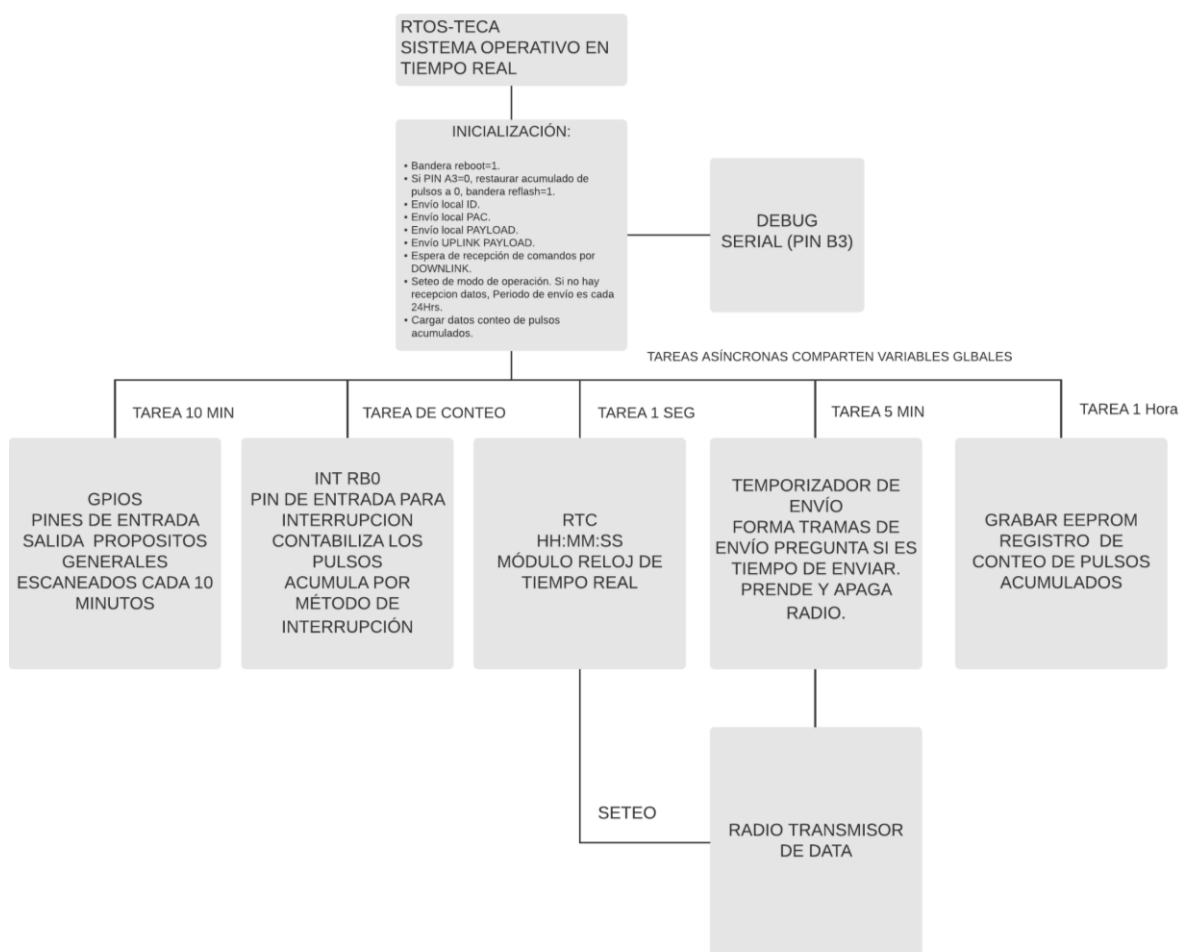 RTOS-TECA
SISTEMA OPERATIVO EN
TIEMPO REAL
INICIALIZACIÓN:
• Bandera reboot=1.
• Si PIN A3=0, restaurar acumulado de
pulsos a 0, bandera reflash=1.
• Envío local ID.
• Envío local PAC.
• Envío local PAYLOAD.
• Envío UPLINK PAYLOAD.
• Espera de recepción de comandos por
DOWNLINK.
• Seteo de modo de operación. Si no hay
recepcion datos, Periodo de envío es cada
24Hrs.
• Cargar datos conteo de pulsos
acumulados.
DEBUG
SERIAL (PIN B3)
TAREAS ASÍNCRONAS COMPARTEN VARIABLES GLBALES
TAREA 10 MIN
GPIOS
PINES DE ENTRADA
SALIDA PROPOSITOS
GENERALES
ESCANEADOS CADA 10
MINUTOS
TAREA DE CONTEO
INT RB0
PIN DE ENTRADA PARA
INTERRUPCION
CONTABILIZA LOS
PULSOS
ACUMULA POR
MÉTODO DE
INTERRUPCIÓN
TAREA 1 SEG
RTC
HH:MM:SS
MÓDULO RELOJ DE
TIEMPO REAL
TAREA 5 MIN
TEMPORIZADOR DE
ENVÍO
FORMA TRAMAS DE
ENVÍO PREGUNTA SI ES
TIEMPO DE ENVIAR.
PRENDE Y APAGA
RADIO.
TAREA 1 Hora
GRABAR EEPROM
REGISTRO DE
CONTEO DE PULSOS
ACUMULADOS
SETEO
RADIO TRANSMISOR
DE DATA